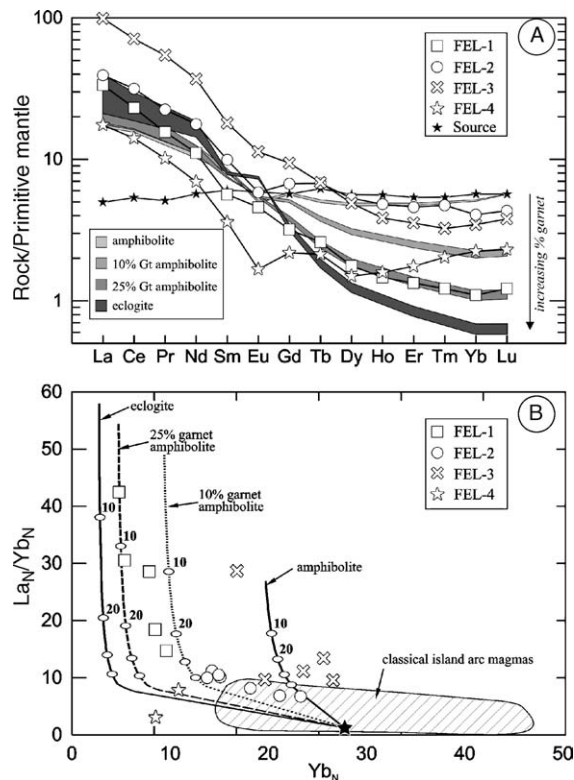 A
100
10
1
Rock/Primitive mantle
FEL-1
FEL-2
FEL-3
FEL-4
Source
amphibolite
10% Gt amphibolite
25% Gt amphibolite
eclogite
increasing % garnet
La Ce Pr Nd Sm Eu Gd Tb Dy Ho Er Tm Yb Lu
B
60
50
40
30
20
10
0
LaN/YbN
eclogite
25% garnet
amphibolite
10% garnet
amphibolite
amphibolite
10
20
10
20
10
20
10
20
FEL-1
FEL-2
FEL-3
FEL-4
classical island arc magmas
0 10 20 30 40 50
YbN